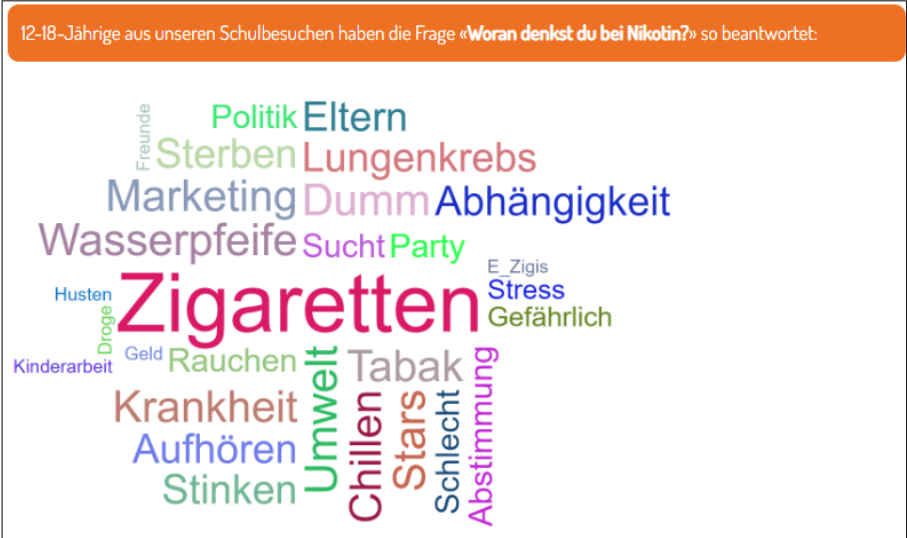 12-18-Jährige aus unseren Schulbesuchen haben die Frage «Woran denkst du bei Nikotin?» so beantwortet:
Freunde
Politik
Eltern
Sterben
Lungenkrebs
Marketing
Dumm
Abhängigkeit
Wasserpfeife
Sucht
Party
E_Zigis
Husten
Zigaretten
Stress
Droge
Gefährlich
Kinderarbeit
Geld
Rauchen
Umwelt
Tabak
Abstimmung
Krankheit
Chillen
Stars
Schlecht
Aufhören
Stinken